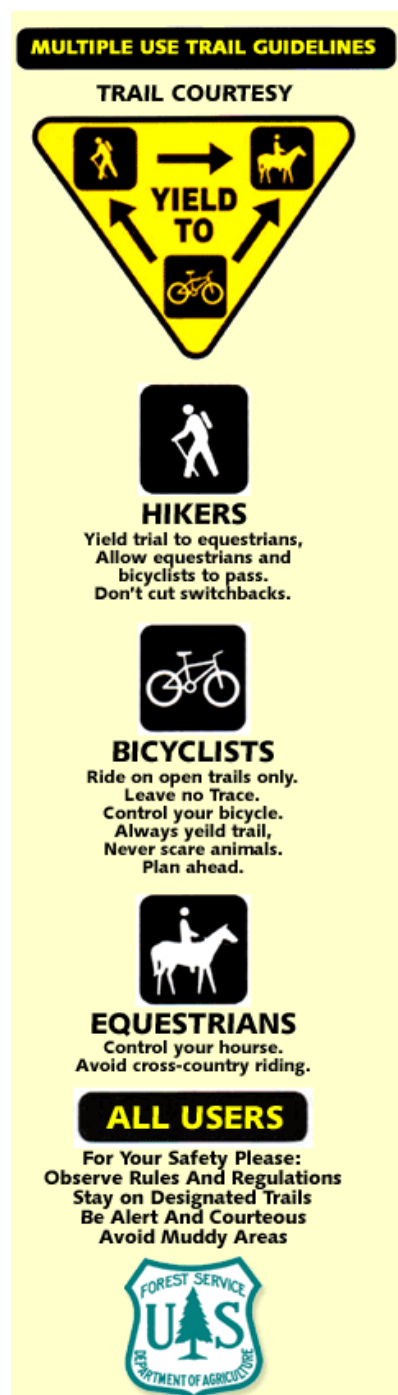 MULTIPLE USE TRAIL GUIDELINES
TRAIL COURTESY
YIELD
TO
HIKERS
Yield trial to equestrians,
Allow equestrians and
bicyclists to pass.
Don't cut switchbacks.
BICYCLISTS
Ride on open trails only.
Leave no Trace.
Control your bicycle.
Always yeild trail,
Never scare animals.
Plan ahead.
EQUESTRIANS
Control your hourse.
Avoid cross-country riding.
ALL USERS
For Your Safety Please:
Observe Rules And Regulations
Stay on Designated Trails
Be Alert And Courteous
Avoid Muddy Areas
FOREST SERVICE
U S
DEPARTMENT OF AGRICULTURE